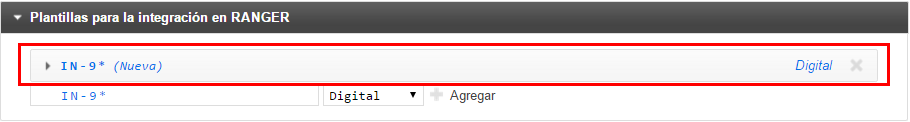 Plantillas para la integración en RANGER
IN-9* (Nueva) Digital
IN-9* Digital Agregar